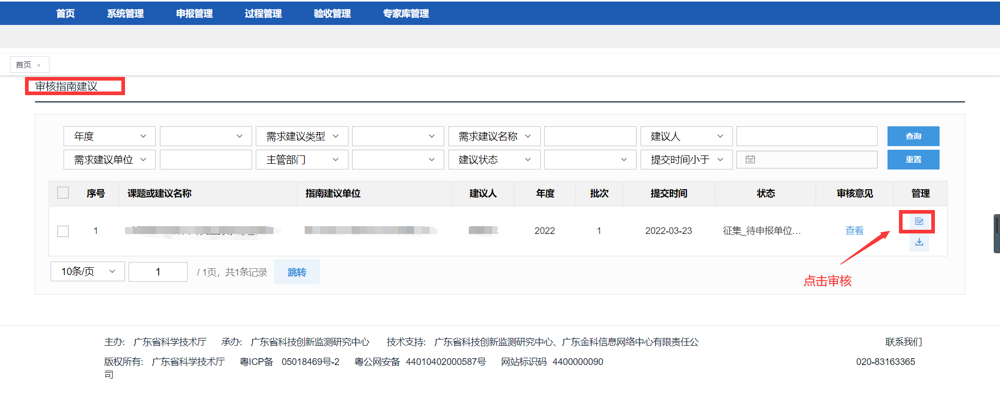 首页 系统管理 申报管理 过程管理 验收管理 专家库管理
首页 ×
审核指南建议
年度 需求建议类型 需求建议名称 建议人 查询
需求建议单位 主管部门 建议状态 提交时间小于 重置
序号 课题或建议名称 指南建议单位 建议人 年度 批次 提交时间 状态 审核意见 管理
1 2022 1 2022-03-23 征集_待申报单位... 查看
10条/页 1 / 1页，共1条记录 跳转
点击审核
主办: 广东省科学技术厅 承办: 广东省科技创新监测研究中心 技术支持: 广东省科技创新监测研究中心、广东金科信息网络中心有限责任公 联系我们
版权所有: 广东省科学技术厅 粤ICP备 05018469号-2 粤公网安备 44010402000587号 网站标识码 4400000090 020-83163365
司